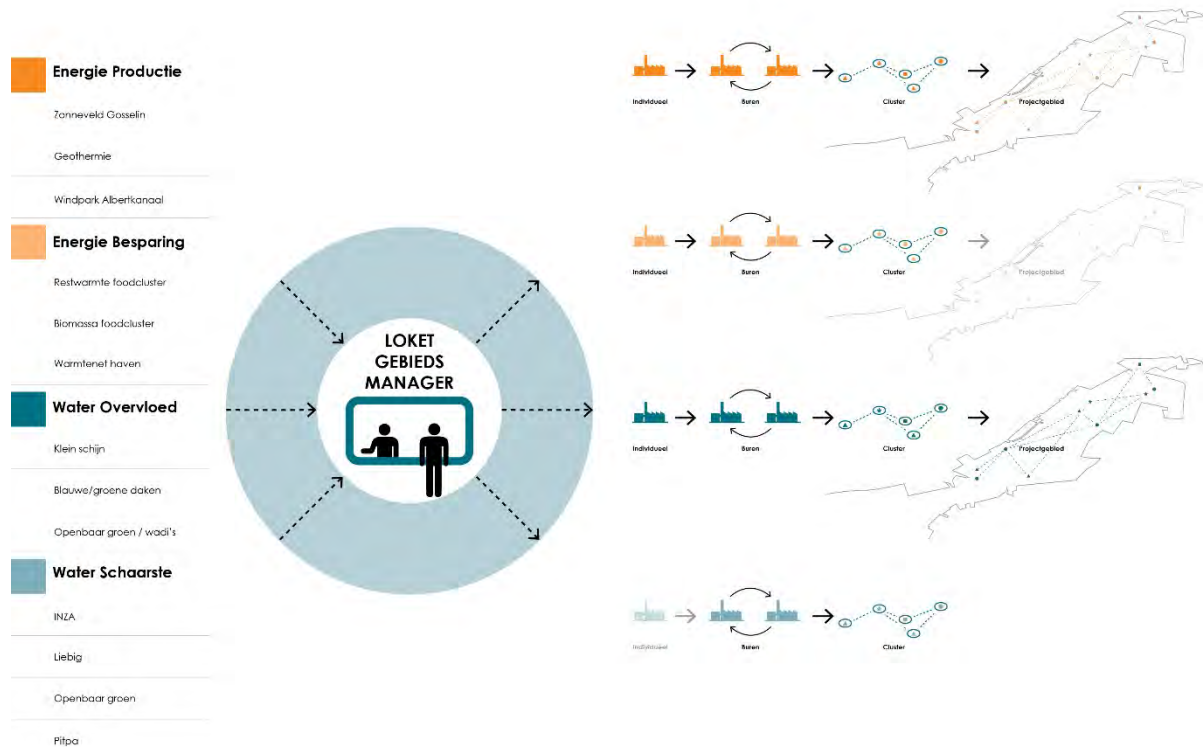 Energie Productie
Zonneveld Gosselin
Geothermie
Windpark Albertkanaal
Energie Besparing
Restwarmte foodcluster
Biomassa foodcluster
Warmtenet haven
Water Overvloed
Klein schijn
Blauwe/groene daken
Openbaar groen / wadi's
Water Schaarste
INZA
Liebig
Openbaar groen
Pitpa
LOKET
GEBIEDS
MANAGER
Individueel
Buren
Cluster
Projectgebied
Individueel
Buren
Cluster
Projectgebied
Individueel
Buren
Cluster
Projectgebied
Individueel
Buren
Cluster